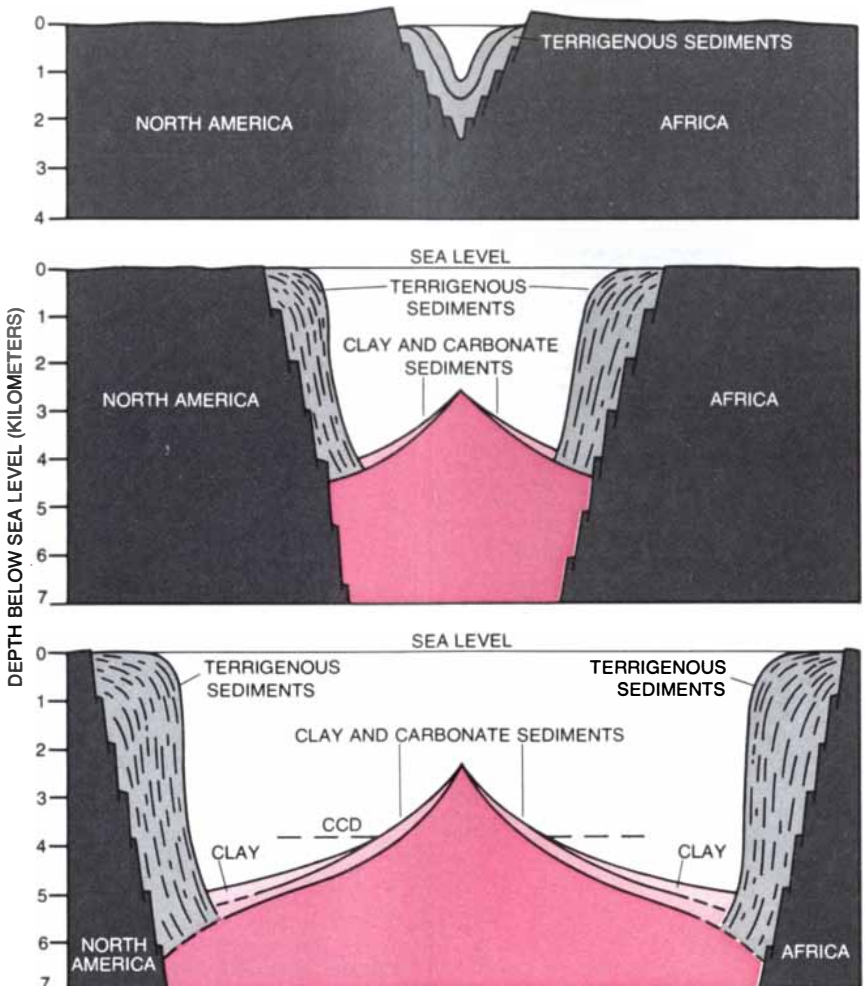 0
TERRIGENOUS SEDIMENTS
1
NORTH AMERICA
AFRICA
2
3
4
DEPTH BELOW SEA LEVEL (KILOMETERS)
SEA LEVEL
0
TERRIGENOUS
SEDIMENTS
1
CLAY AND CARBONATE
SEDIMENTS
2
3
NORTH AMERICA
AFRICA
4
5
6
7
SEA LEVEL
0
TERRIGENOUS
SEDIMENTS
TERRIGENOUS
SEDIMENTS
1
CLAY AND CARBONATE SEDIMENTS
2
3
CCD
4
CLAY
CLAY
5
6
NORTH
AMERICA
AFRICA
7